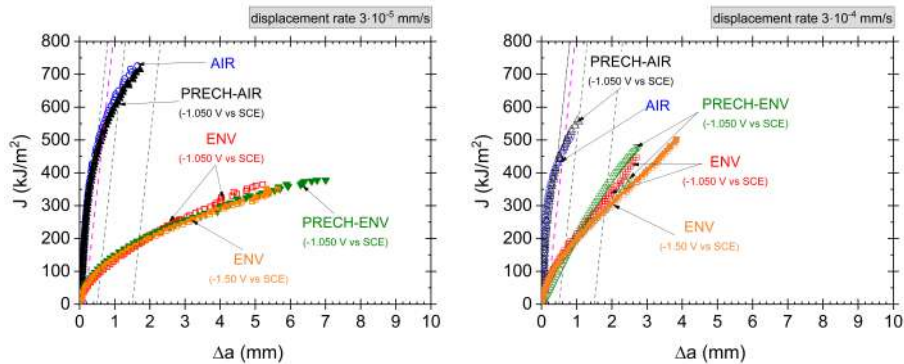 displacement rate 3·10⁻⁵ mm/s
800
700
600
500
400
300
200
100
0
J (kJ/m²)
AIR
PRECH-AIR
(-1.050 V vs SCE)
ENV
(-1.050 V vs SCE)
PRECH-ENV
(-1.050 V vs SCE)
ENV
(-1.50 V vs SCE)
0 1 2 3 4 5 6 7 8 9 10
Δa (mm)
displacement rate 3·10⁻⁴ mm/s
800
700
600
500
400
300
200
100
0
J (kJ/m²)
PRECH-AIR
(-1.050 V vs SCE)
AIR
PRECH-ENV
(-1.050 V vs SCE)
ENV
(-1.050 V vs SCE)
ENV
(-1.50 V vs SCE)
0 1 2 3 4 5 6 7 8 9 10
Δa (mm)